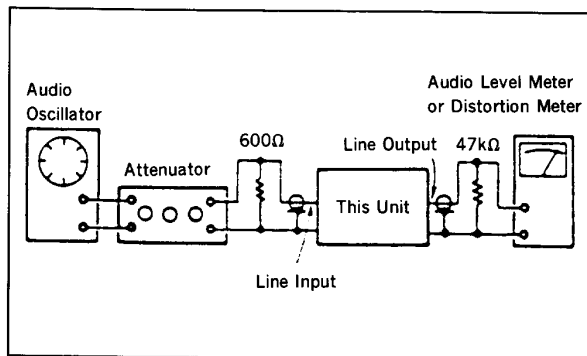 Audio
Oscillator
Attenuator
600Ω
Line Input
This Unit
Line Output
47kΩ
Audio Level Meter
or Distortion Meter